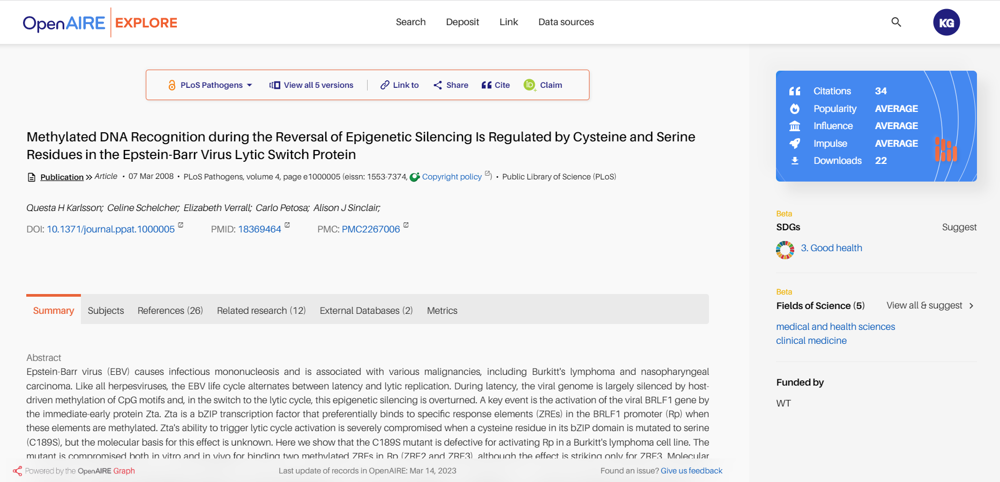 OpenAIRE | EXPLORE
Search Deposit Link Data sources
KG
PLoS Pathogens View all 5 versions Link to Share Cite iD Claim
Methylated DNA Recognition during the Reversal of Epigenetic Silencing Is Regulated by Cysteine and Serine
Residues in the Epstein-Barr Virus Lytic Switch Protein
Publication » Article • 07 Mar 2008 • PLoS Pathogens, volume 4, page e1000005 (eissn: 1553-7374, Copyright policy ) • Public Library of Science (PLoS)
Questa H Karlsson; Celine Schelcher; Elizabeth Verrall; Carlo Petosa; Alison J Sinclair;
DOI: 10.1371/journal.ppat.1000005 PMID: 18369464 PMC: PMC2267006
Summary Subjects References (26) Related research (12) External Databases (2) Metrics
Abstract
Epstein-Barr virus (EBV) causes infectious mononucleosis and is associated with various malignancies, including Burkitt's lymphoma and nasopharyngeal
carcinoma. Like all herpesviruses, the EBV life cycle alternates between latency and lytic replication. During latency, the viral genome is largely silenced by host-
driven methylation of CpG motifs and, in the switch to the lytic cycle, this epigenetic silencing is overturned. A key event is the activation of the viral BRLF1 gene by
the immediate-early protein Zta. Zta is a bZIP transcription factor that preferentially binds to specific response elements (ZREs) in the BRLF1 promoter (Rp) when
these elements are methylated. Zta's ability to trigger lytic cycle activation is severely compromised when a cysteine residue in its bZIP domain is mutated to serine
(C189S), but the molecular basis for this effect is unknown. Here we show that the C189S mutant is defective for activating Rp in a Burkitt's lymphoma cell line. The
mutant is compromised both in vitro and in vivo for binding two methylated ZREs in Rp (ZRE2 and ZRE3), although the effect is striking only for ZRE3. Molecular
Citations 34
Popularity AVERAGE
Influence AVERAGE
Impulse AVERAGE
Downloads 22
Beta
SDGs Suggest
3. Good health
Beta
Fields of Science (5) View all & suggest
medical and health sciences
clinical medicine
Funded by
WT
Powered by the OpenAIRE Graph Last update of records in OpenAIRE: Mar 14, 2023 Found an issue? Give us feedback